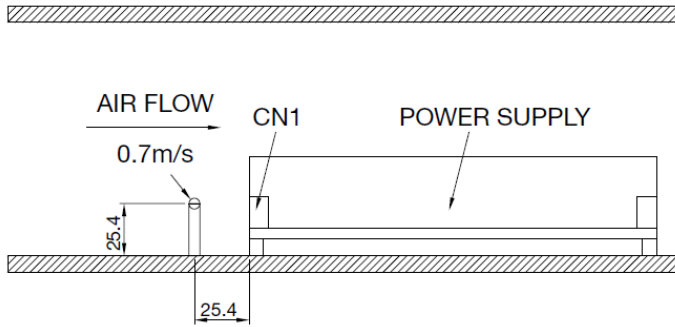 AIR FLOW
0.7m/s
CN1
POWER SUPPLY
25.4
25.4